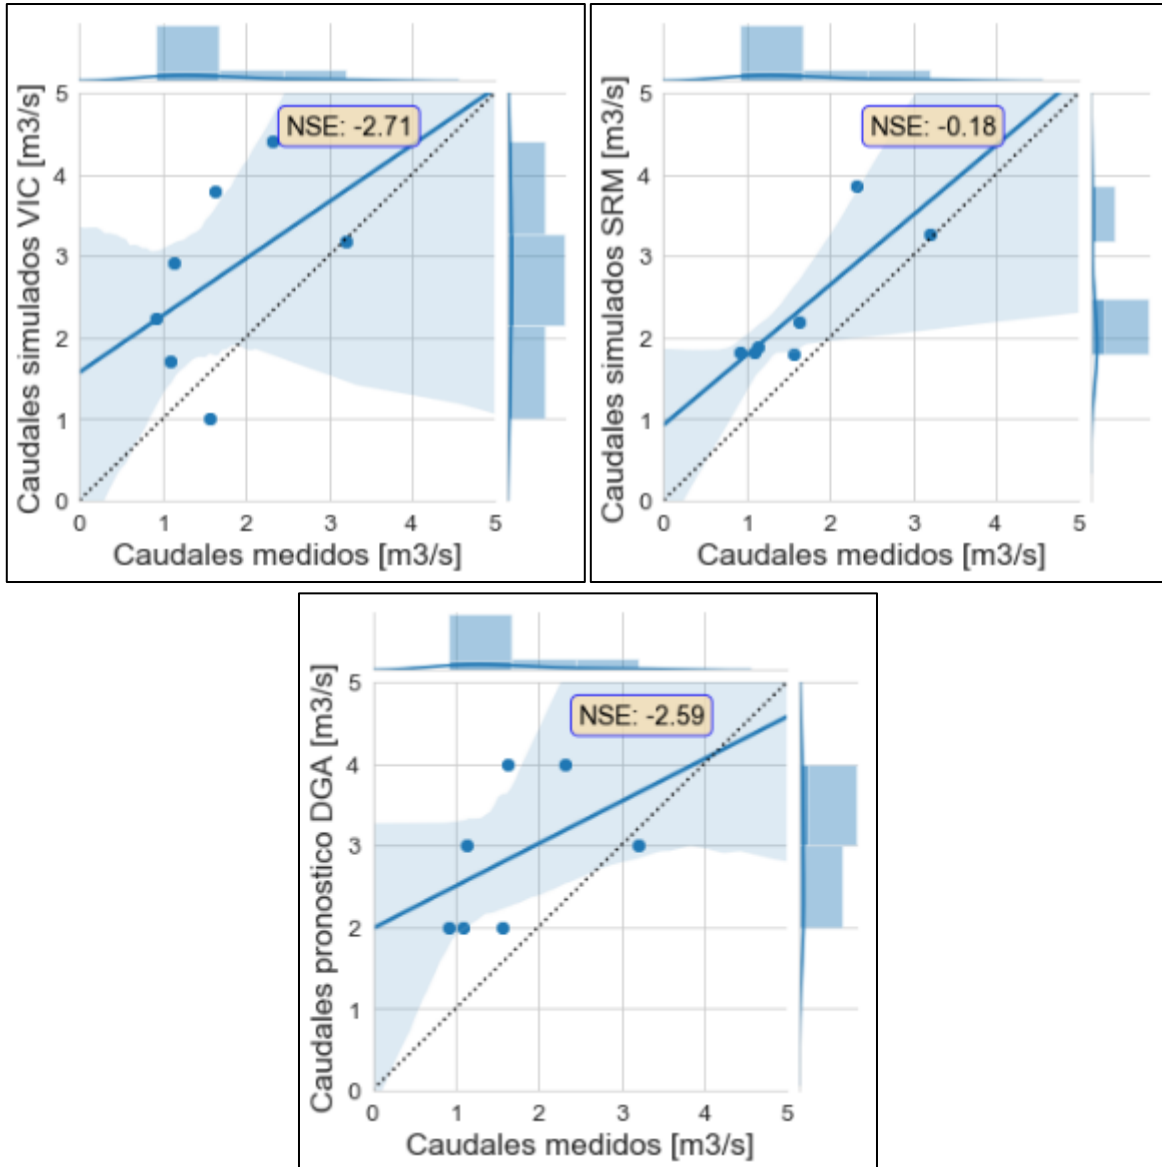 NSE: -2.71
Caudales simulados VIC [m3/s]
5
4
3
2
1
0
0 1 2 3 4 5
Caudales medidos [m3/s]
NSE: -0.18
Caudales simulados SRM [m3/s]
5
4
3
2
1
0
0 1 2 3 4 5
Caudales medidos [m3/s]
NSE: -2.59
Caudales pronostico DGA [m3/s]
5
4
3
2
1
0
0 1 2 3 4 5
Caudales medidos [m3/s]